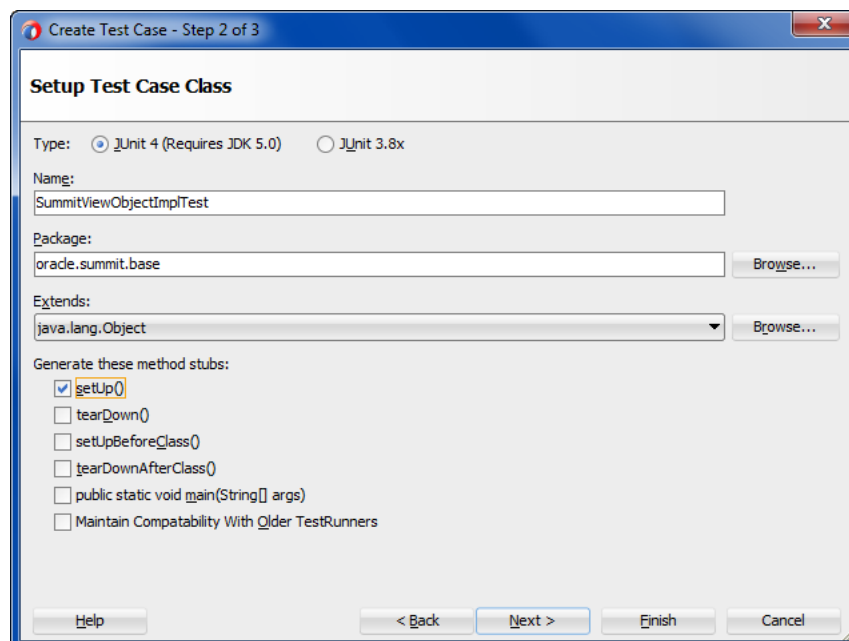 Create Test Case - Step 2 of 3
Setup Test Case Class
Type: JUnit 4 (Requires JDK 5.0) JUnit 3.8x
Name:
SummitViewObjectImplTest
Package:
oracle.summit.base Browse...
Extends:
java.lang.Object Browse...
Generate these method stubs:
setUp()
tearDown()
setUpBeforeClass()
tearDownAfterClass()
public static void main(String[] args)
Maintain Compatability With Older TestRunners
Help < Back Next > Finish Cancel